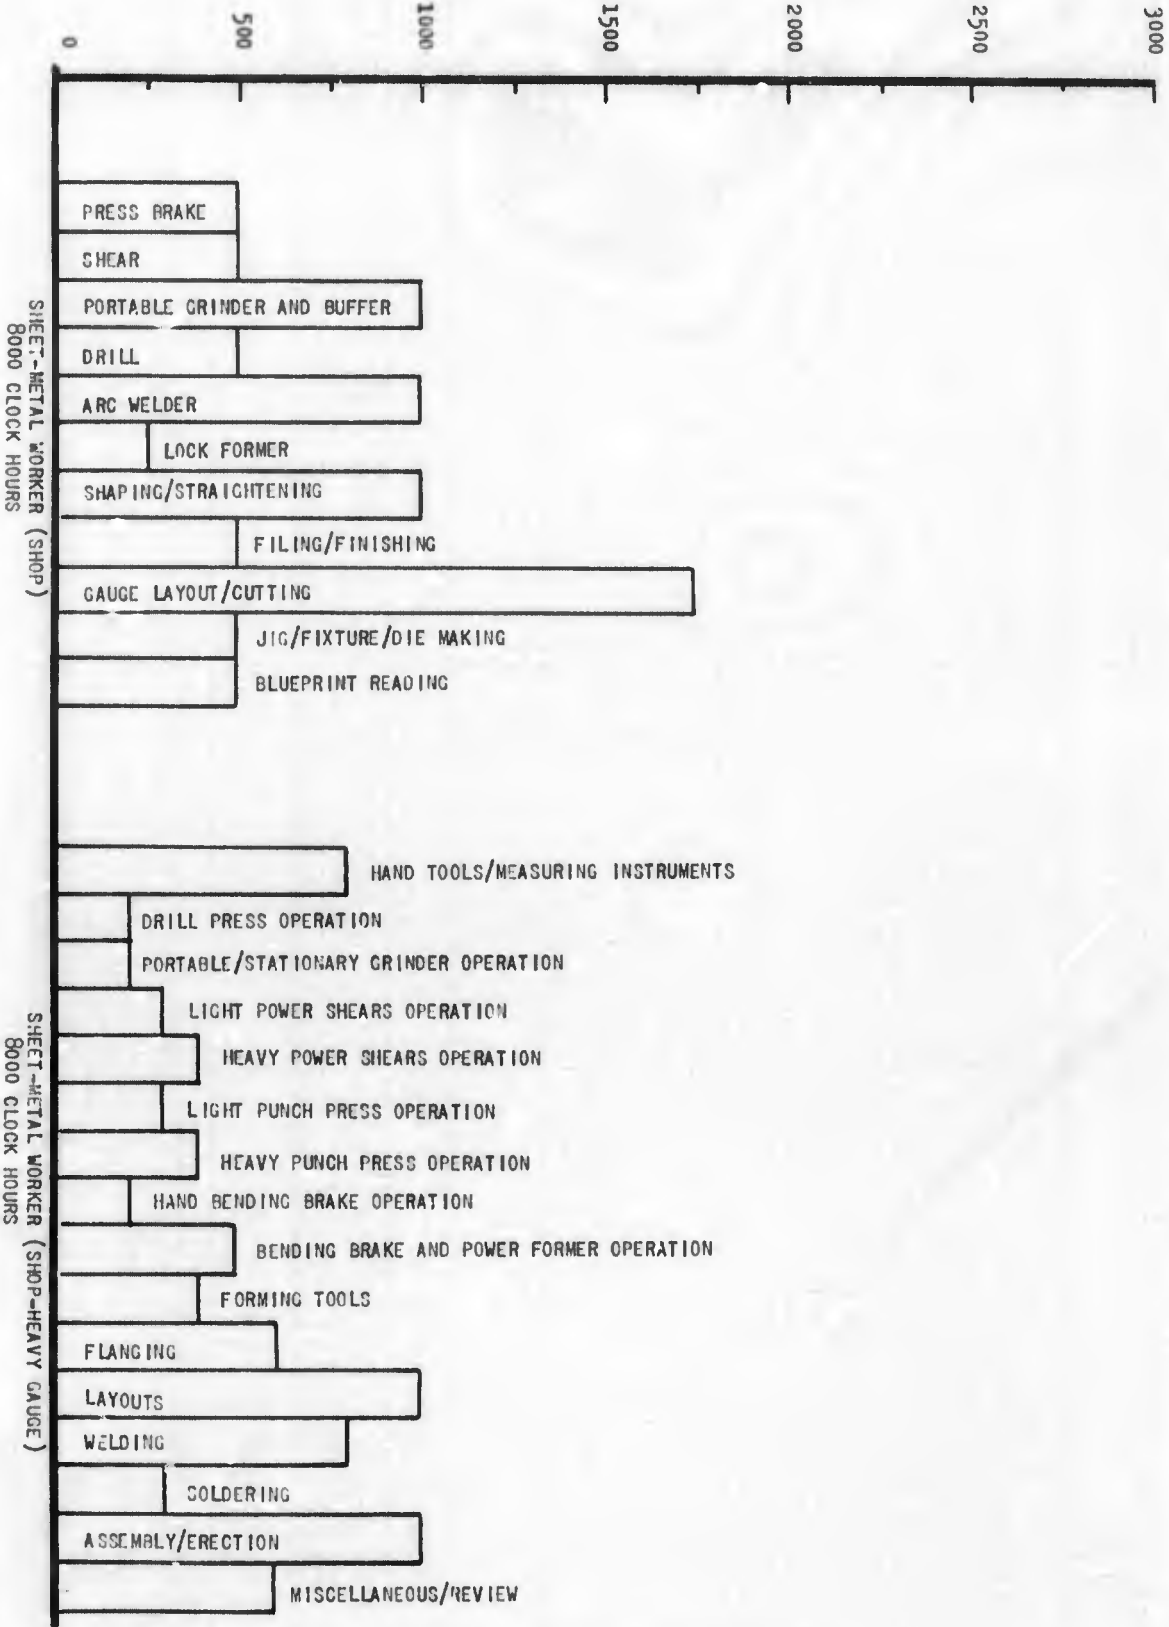 0
500
1000
1500
2000
2500
3000
PRESS BRAKE
SHEAR
PORTABLE GRINDER AND BUFFER
DRILL
ARC WELDER
LOCK FORMER
SHAPING/STRAIGHTENING
FILING/FINISHING
GAUGE LAYOUT/CUTTING
JIG/FIXTURE/DIE MAKING
BLUEPRINT READING
SHEET-METAL WORKER (SHOP)
8000 CLOCK HOURS
HAND TOOLS/MEASURING INSTRUMENTS
DRILL PRESS OPERATION
PORTABLE/STATIONARY GRINDER OPERATION
LIGHT POWER SHEARS OPERATION
HEAVY POWER SHEARS OPERATION
LIGHT PUNCH PRESS OPERATION
HEAVY PUNCH PRESS OPERATION
HAND BENDING BRAKE OPERATION
BENDING BRAKE AND POWER FORMER OPERATION
FORMING TOOLS
FLANGING
LAYOUTS
WELDING
SOLDERING
ASSEMBLY/ERECTION
MISCELLANEOUS/REVIEW
SHEET-METAL WORKER (SHOP-HEAVY GAUGE)
8000 CLOCK HOURS